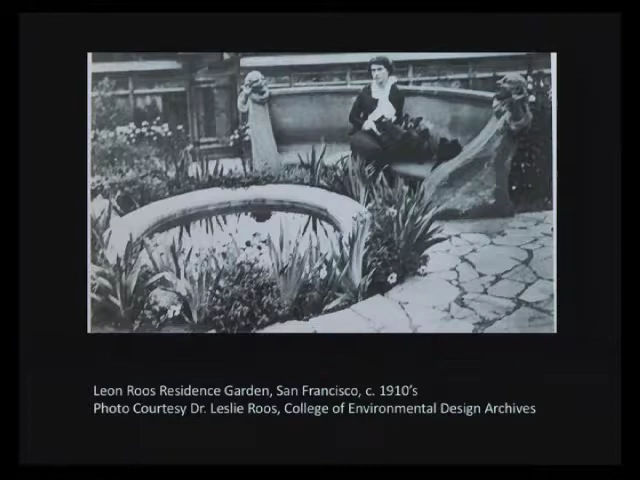 Leon Roos Residence Garden, San Francisco, c. 1910’s
Photo Courtesy Dr. Leslie Roos, College of Environmental Design Archives